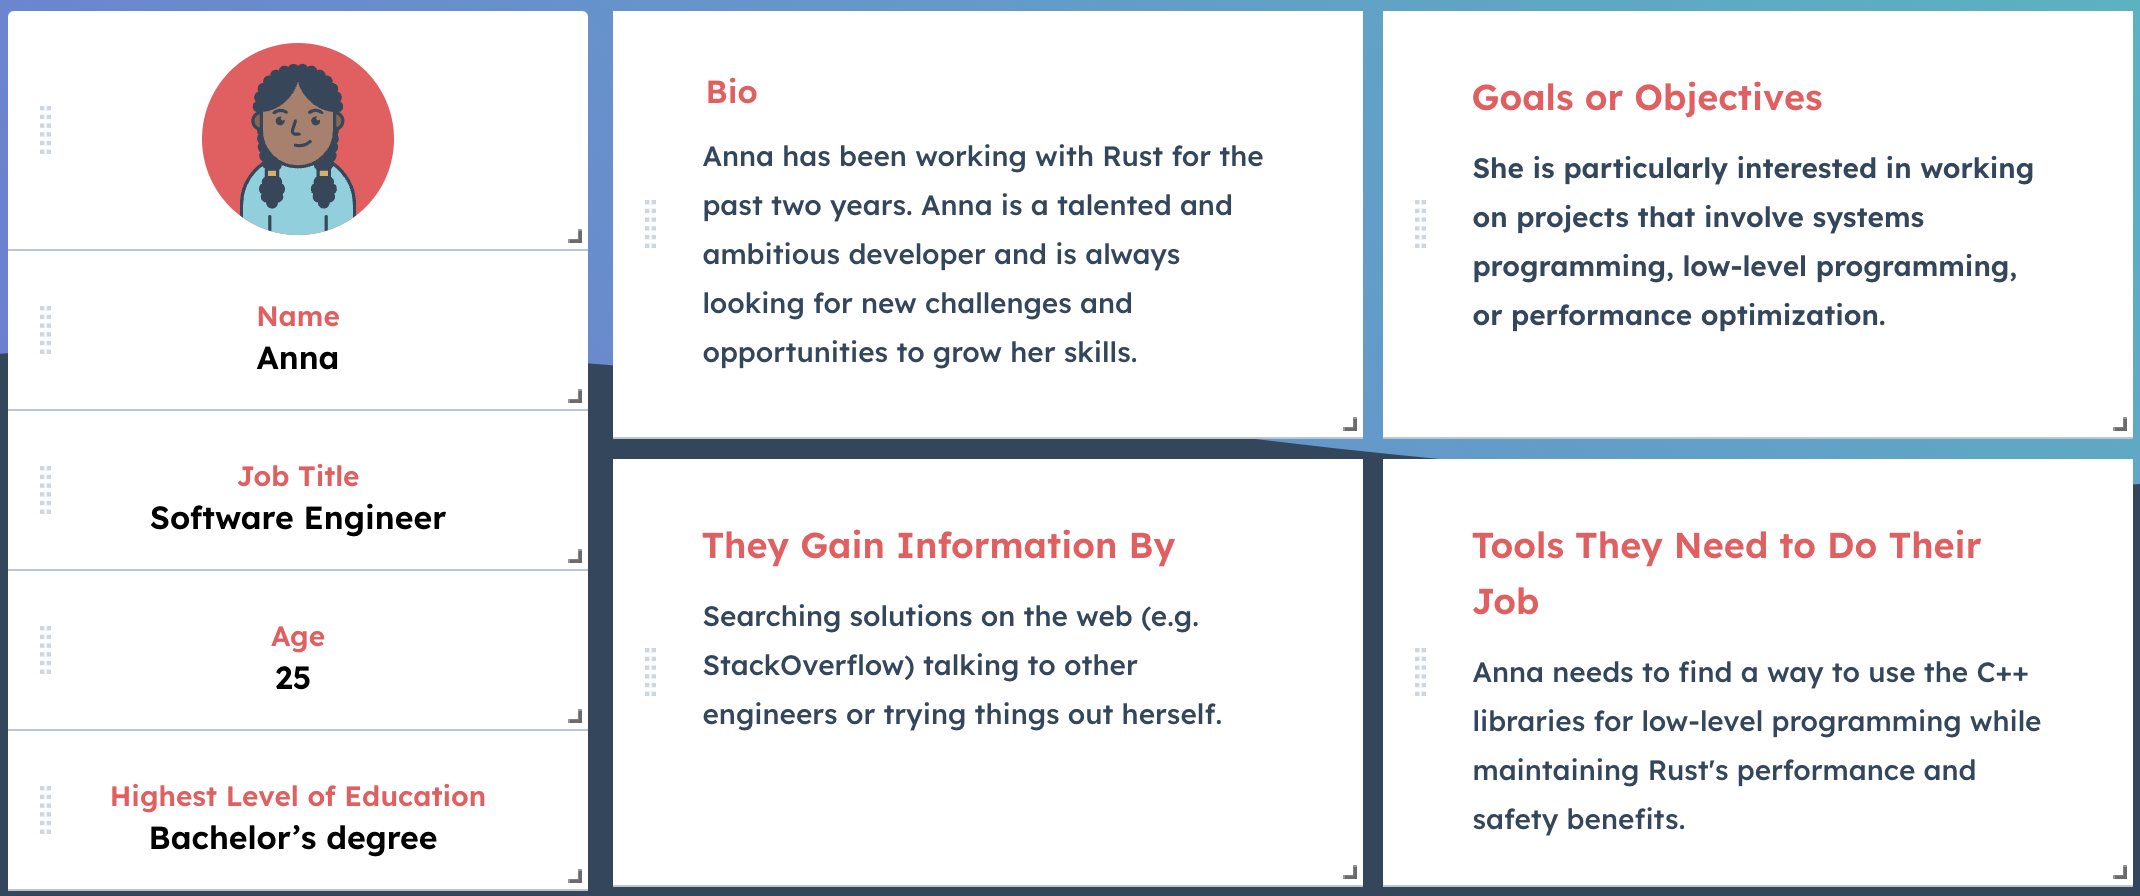 Name
Anna
Job Title
Software Engineer
Age
25
Highest Level of Education
Bachelor’s degree
Bio
Anna has been working with Rust for the
past two years. Anna is a talented and
ambitious developer and is always
looking for new challenges and
opportunities to grow her skills.
Goals or Objectives
She is particularly interested in working
on projects that involve systems
programming, low-level programming,
or performance optimization.
They Gain Information By
Searching solutions on the web (e.g.
StackOverflow) talking to other
engineers or trying things out herself.
Tools They Need to Do Their
Job
Anna needs to find a way to use the C++
libraries for low-level programming while
maintaining Rust's performance and
safety benefits.